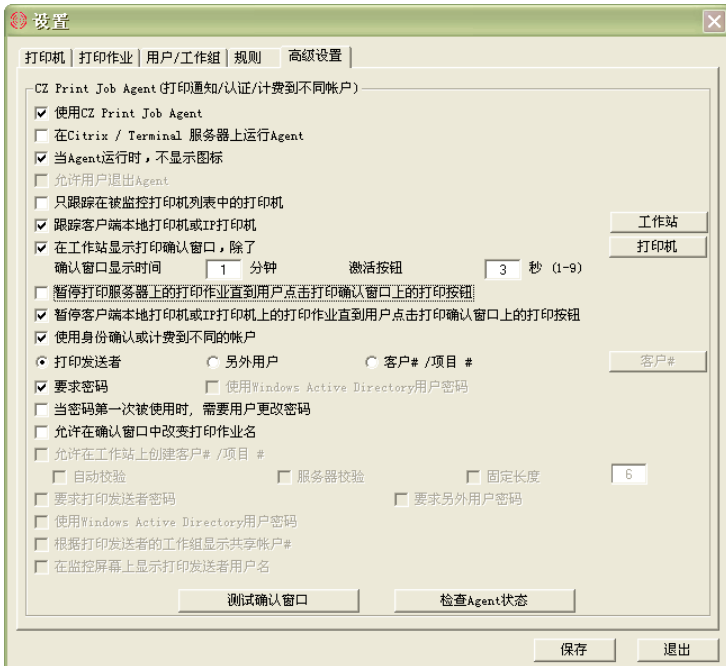 设置
打印机 打印作业 用户/工作组 规则 高级设置
CZ Print Job Agent(打印通知/认证/计费到不同帐户)
使用CZ Print Job Agent
在Citrix / Terminal 服务器上运行Agent
当Agent运行时，不显示图标
允许用户退出Agent
只跟踪在被监控打印机列表中的打印机
跟踪客户端本地打印机或IP打印机 工作站
在工作站显示打印确认窗口，除了 打印机
确认窗口显示时间 1 分钟 激活按钮 3 秒 (1-9)
暂停打印服务器上的打印作业直到用户点击打印确认窗口上的打印按钮
暂停客户端本地打印机或IP打印机上的打印作业直到用户点击打印确认窗口上的打印按钮
使用身份确认或计费到不同的帐户
打印发送者 另外用户 客户# /项目 # 客户#
要求密码 使用Windows Active Directory用户密码
当密码第一次被使用时，需要用户更改密码
允许在确认窗口中改变打印作业名
允许在工作站上创建客户# /项目 #
自动校验 服务器校验 固定长度 6
要求打印发送者密码 要求另外用户密码
使用Windows Active Directory用户密码
根据打印发送者的工作组显示共享帐户#
在监控屏幕上显示打印发送者用户名
测试确认窗口 检查Agent状态
保存 退出